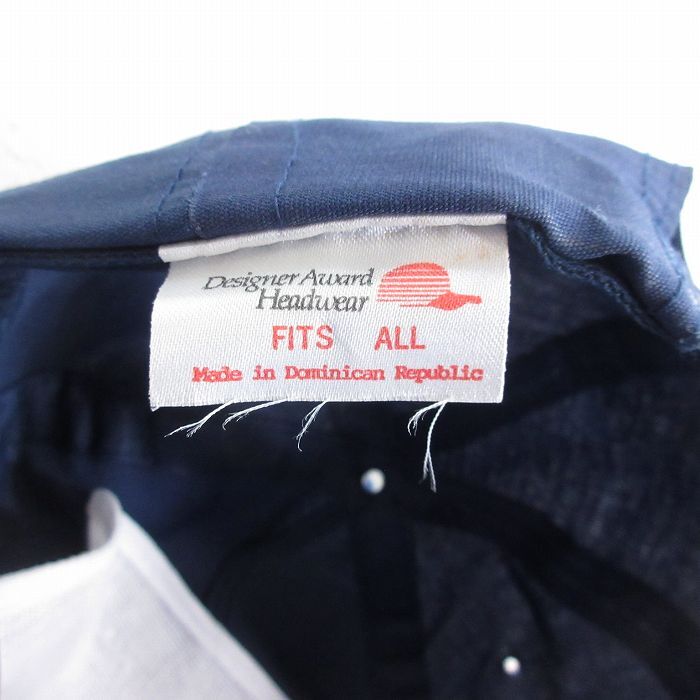 Designer Award
Headwear
FITS ALL
Made in Dominican Republic